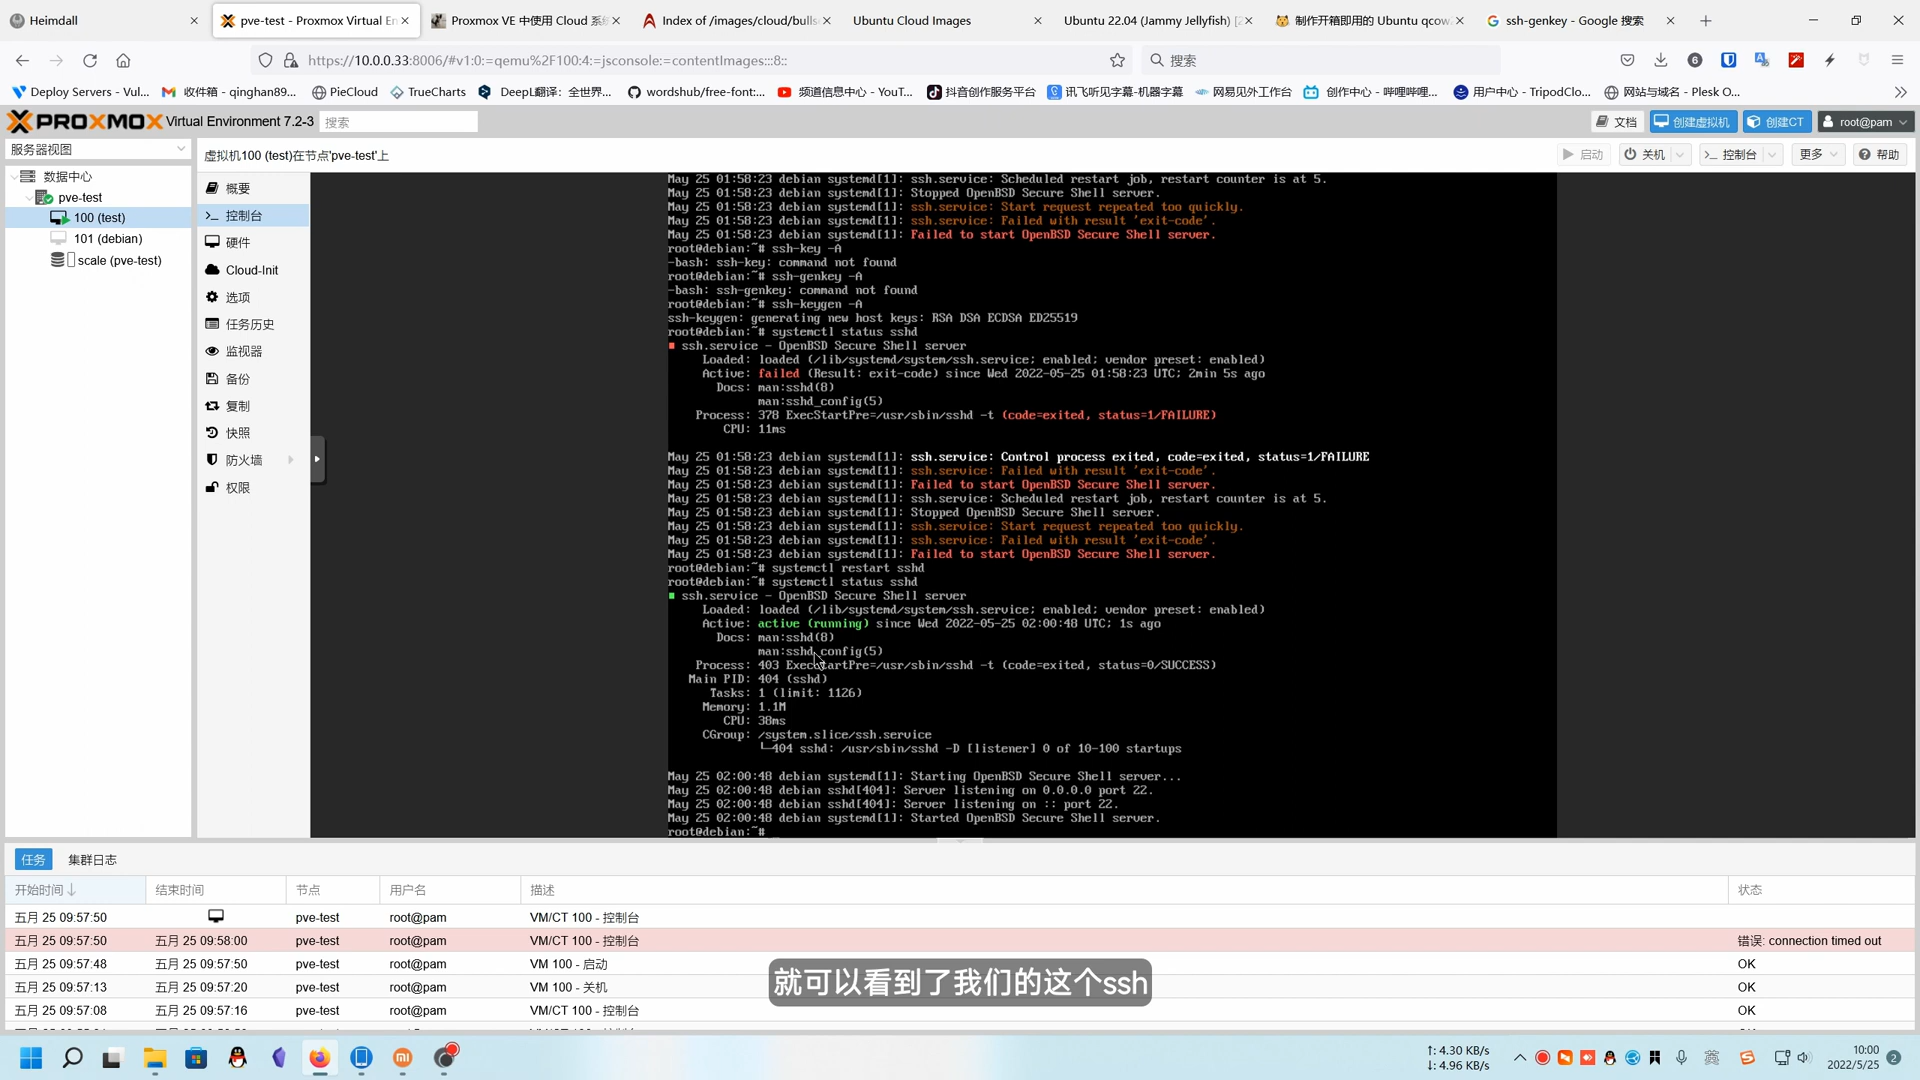 Heimdall
pve-test - Proxmox Virtual En
Proxmox VE 中使用 Cloud 系统
Index of /images/cloud/bulls
Ubuntu Cloud Images
Ubuntu 22.04 (Jammy Jellyfish) [2
制作开箱即用的 Ubuntu qcow
ssh-genkey - Google 搜索
https://10.0.0.33:8006/#v1:0:=qemu%2F100:4:=jsconsole:=contentImages:::8::
搜索
Deploy Servers - Vul...
收件箱 - qinghan89...
PieCloud
TrueCharts
DeepL翻译：全世界...
wordshub/free-font:...
频道信息中心 - YouT...
抖音创作服务平台
讯飞听见字幕-机器字幕
网易见外工作台
创作中心 - 哔哩哔哩...
用户中心 - TripodClo...
网站与域名 - Plesk O...
PROXMOX Virtual Environment 7.2-3
搜索
文档
创建虚拟机
创建CT
root@pam
服务器视图
虚拟机100 (test)在节点'pve-test'上
启动
关机
控制台
更多
帮助
数据中心
pve-test
100 (test)
101 (debian)
scale (pve-test)
概要
控制台
硬件
Cloud-Init
选项
任务历史
监视器
备份
复制
快照
防火墙
权限
May 25 01:58:23 debian systemd[1]: ssh.service: Scheduled restart job, restart counter is at 5.
May 25 01:58:23 debian systemd[1]: Stopped OpenBSD Secure Shell server.
May 25 01:58:23 debian systemd[1]: ssh.service: Start request repeated too quickly.
May 25 01:58:23 debian systemd[1]: ssh.service: Failed with result 'exit-code'.
May 25 01:58:23 debian systemd[1]: Failed to start OpenBSD Secure Shell server.
root@debian:~# ssh-key -A
-bash: ssh-key: command not found
root@debian:~# ssh-genkey -A
-bash: ssh-genkey: command not found
root@debian:~# ssh-keygen -A
ssh-keygen: generating new host keys: RSA DSA ECDSA ED25519
root@debian:~# systemctl status sshd
ssh.service - OpenBSD Secure Shell server
Loaded: loaded (/lib/systemd/system/ssh.service; enabled; vendor preset: enabled)
Active: failed (Result: exit-code) since Wed 2022-05-25 01:58:23 UTC; 2min 5s ago
Docs: man:sshd(8)
man:sshd_config(5)
Process: 378 ExecStartPre=/usr/sbin/sshd -t (code=exited, status=1/FAILURE)
CPU: 11ms
May 25 01:58:23 debian systemd[1]: ssh.service: Control process exited, code=exited, status=1/FAILURE
May 25 01:58:23 debian systemd[1]: ssh.service: Failed with result 'exit-code'.
May 25 01:58:23 debian systemd[1]: Failed to start OpenBSD Secure Shell server.
May 25 01:58:23 debian systemd[1]: ssh.service: Scheduled restart job, restart counter is at 5.
May 25 01:58:23 debian systemd[1]: Stopped OpenBSD Secure Shell server.
May 25 01:58:23 debian systemd[1]: ssh.service: Start request repeated too quickly.
May 25 01:58:23 debian systemd[1]: ssh.service: Failed with result 'exit-code'.
May 25 01:58:23 debian systemd[1]: Failed to start OpenBSD Secure Shell server.
root@debian:~# systemctl restart sshd
root@debian:~# systemctl status sshd
ssh.service - OpenBSD Secure Shell server
Loaded: loaded (/lib/systemd/system/ssh.service; enabled; vendor preset: enabled)
Active: active (running) since Wed 2022-05-25 02:00:48 UTC; 1s ago
Docs: man:sshd(8)
man:sshd_config(5)
Process: 403 ExecStartPre=/usr/sbin/sshd -t (code=exited, status=0/SUCCESS)
Main PID: 404 (sshd)
Tasks: 1 (limit: 1126)
Memory: 1.1M
CPU: 38ms
CGroup: /system.slice/ssh.service
└─404 sshd: /usr/sbin/sshd -D [listener] 0 of 10-100 startups
May 25 02:00:48 debian systemd[1]: Starting OpenBSD Secure Shell server...
May 25 02:00:48 debian sshd[404]: Server listening on 0.0.0.0 port 22.
May 25 02:00:48 debian sshd[404]: Server listening on :: port 22.
May 25 02:00:48 debian systemd[1]: Started OpenBSD Secure Shell server.
root@debian:~# _
任务 集群日志
开始时间↓ 结束时间 节点 用户名 描述 状态
五月 25 09:57:50 pve-test root@pam VM/CT 100 - 控制台
五月 25 09:57:50 五月 25 09:58:00 pve-test root@pam VM/CT 100 - 控制台 错误: connection timed out
五月 25 09:57:48 五月 25 09:57:50 pve-test root@pam VM 100 - 启动 OK
五月 25 09:57:13 五月 25 09:57:20 pve-test root@pam VM 100 - 关机 OK
五月 25 09:57:08 五月 25 09:57:16 pve-test root@pam VM/CT 100 - 控制台 OK
就可以看到了我们的这个ssh
↑: 4.30 KB/s
↓: 4.96 KB/s
英
10:00
2022/5/25
2